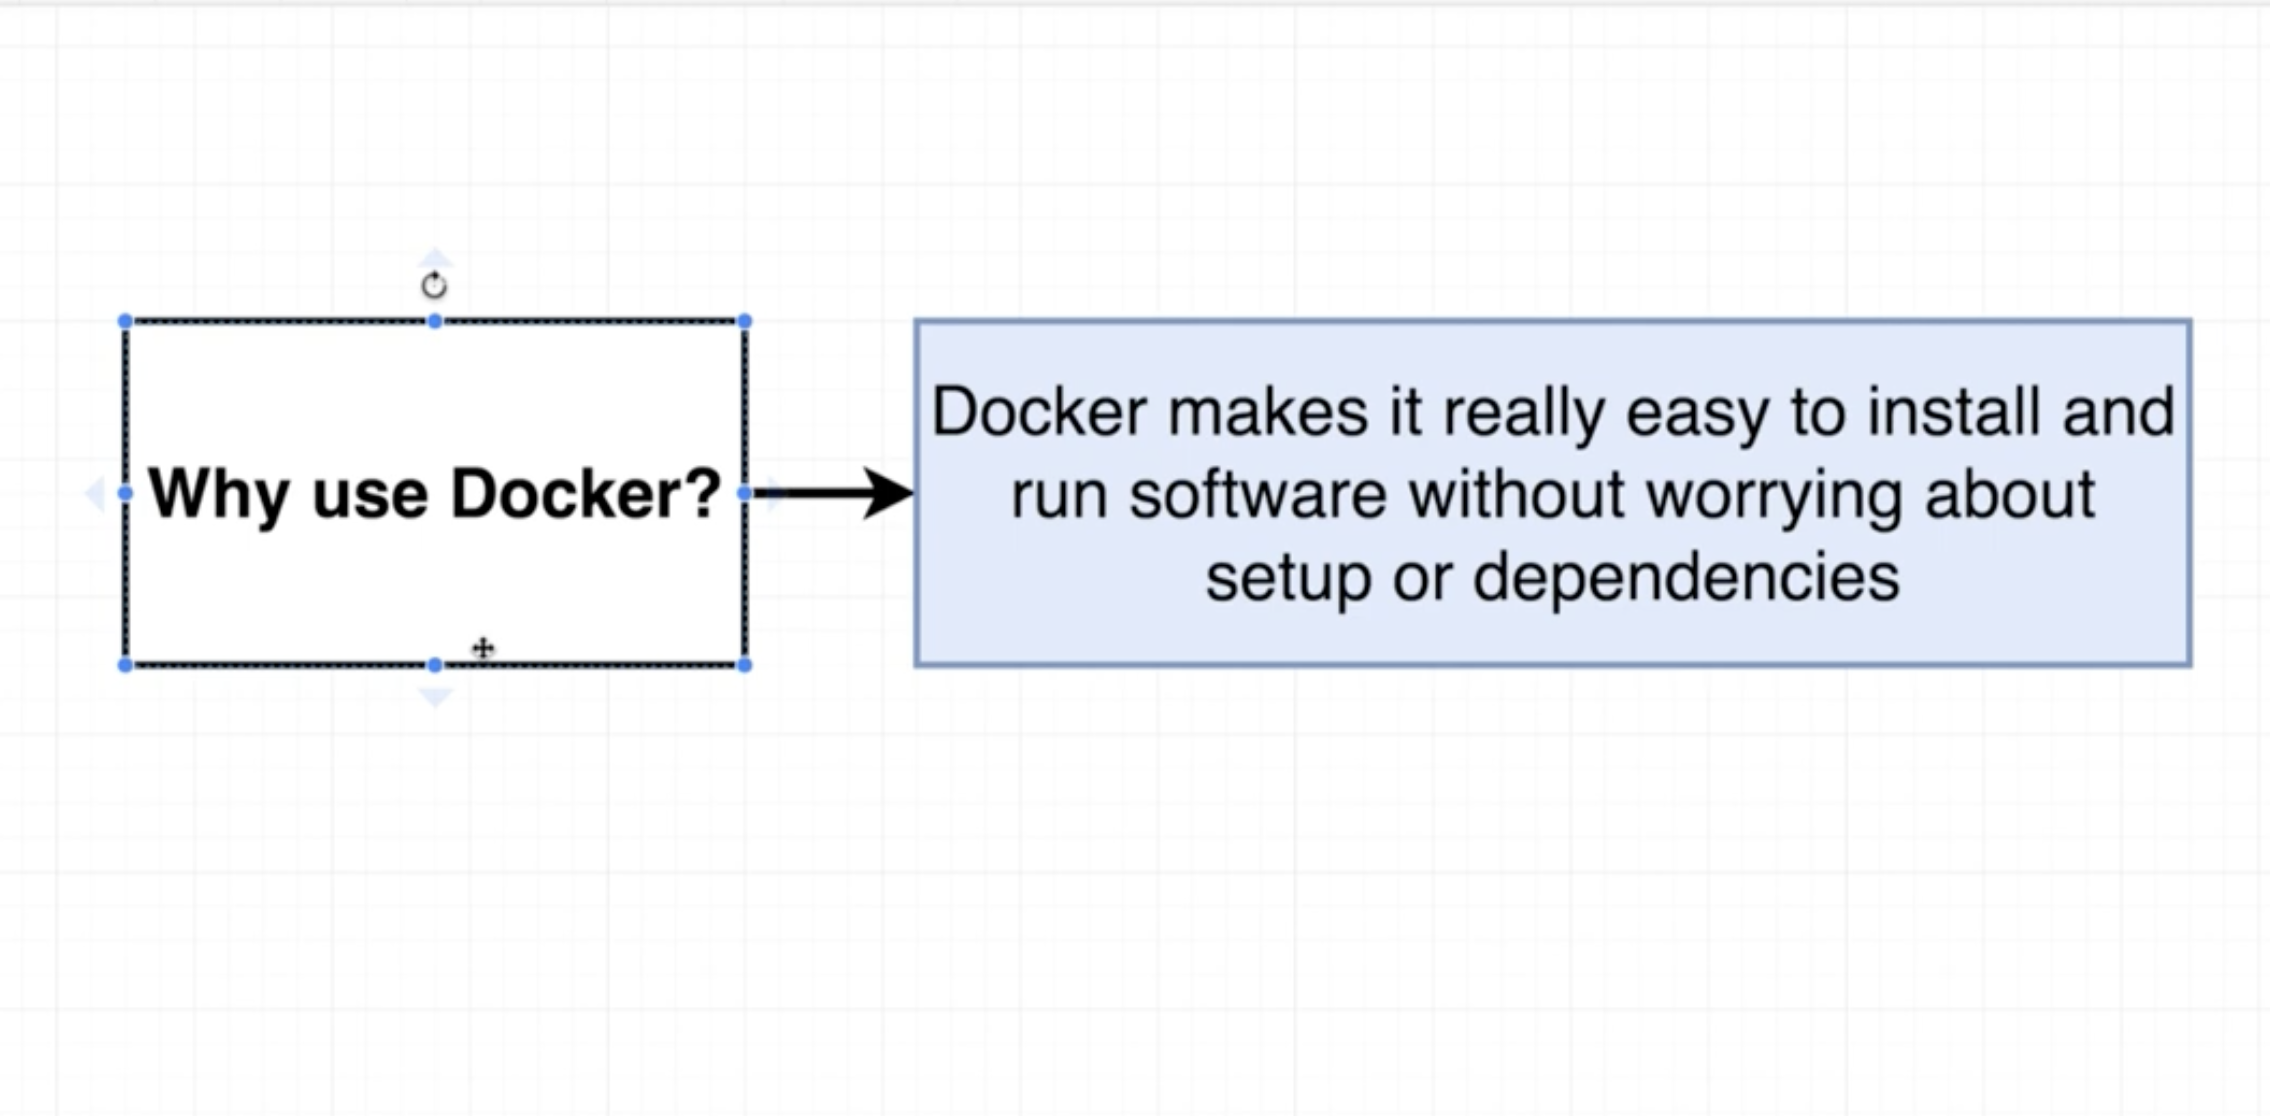 Why use Docker?
Docker makes it really easy to install and
run software without worrying about
setup or dependencies